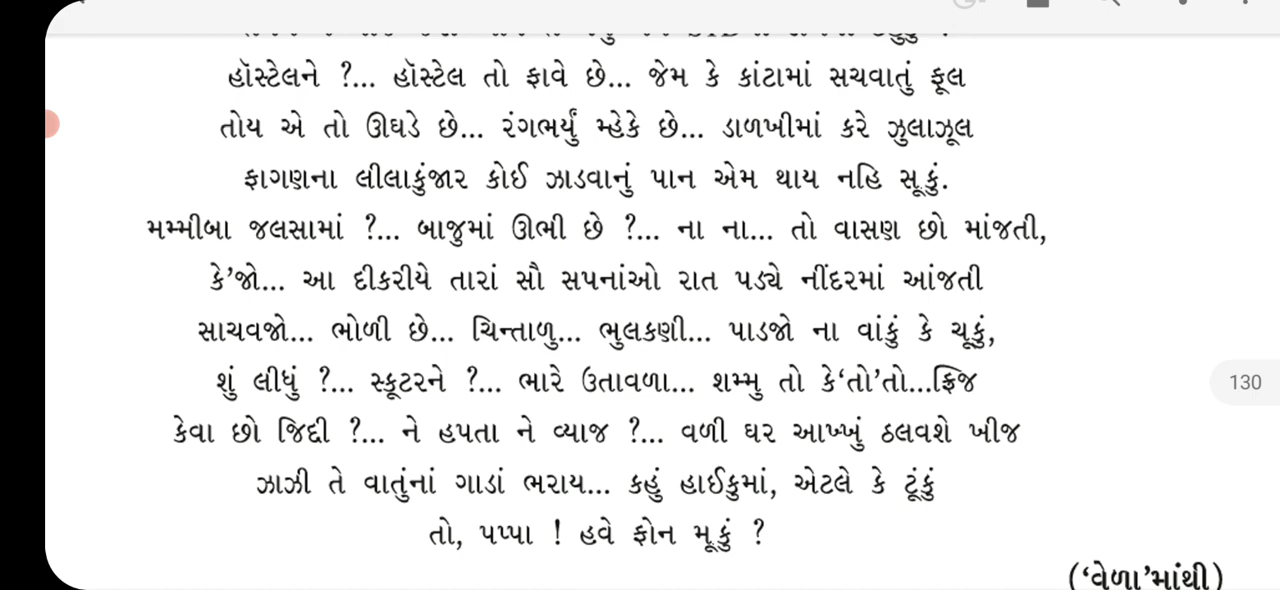 હૉસ્ટેલને ?... હૉસ્ટેલ તો ફાવે છે... જેમ કે કાંટામાં સચવાતું ફૂલ
તોય એ તો ઊઘડે છે... રંગભર્યું મ્હેકે છે... ડાળખીમાં કરે ઝુલાઝૂલ
ફાગણના લીલાકુંજાર કોઈ ઝાડવાનું પાન એમ થાય નહિ સૂકું.
મમ્મીબા જલસામાં ?... બાજુમાં ઊભી છે ?... ના ના... તો વાસણ છો માંજતી,
કે’જો... આ દીકરીયે તારાં સૌ સપનાંઓ રાત પડ્યે નીંદરમાં આંજતી
સાચવજો... ભોળી છે... ચિન્તાળુ... ભુલકણી... પાડજો ના વાંકું કે ચૂકું,
શું લીધું ?... સ્કૂટરને ?... ભારે ઉતાવળા... શમ્મુ તો કે‘તો’તો...ફ્રિજ
કેવા છો જિદ્દી ?... ને હપતા ને વ્યાજ ?... વળી ઘર આખ્ખું ઠલવશે ખીજ
ઝાઝી તે વાતુંનાં ગાડાં ભરાય... કહું હાઈકુમાં, એટલે કે ટૂંકું
તો, પપ્પા ! હવે ફોન મૂકું ?
(‘વેળા’માંથી)
130